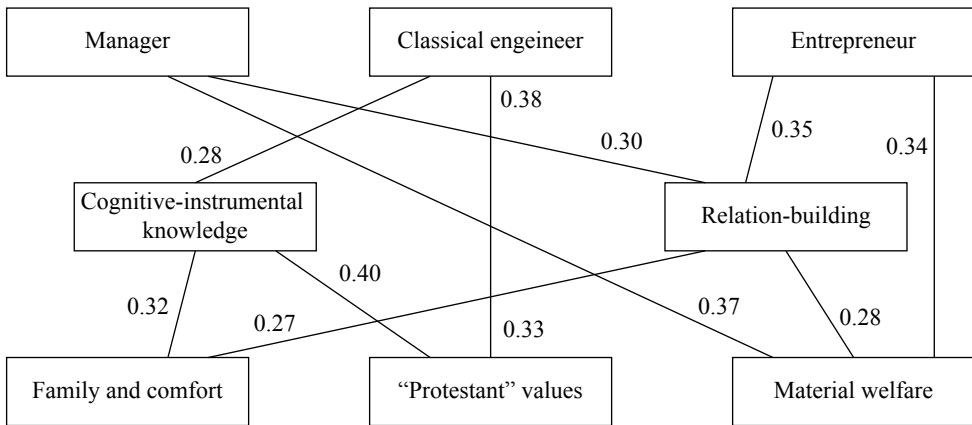 Manager
Classical engeineer
Entrepreneur
0.38
0.28
0.30
0.35
0.34
Cognitive-instrumental
knowledge
Relation-building
0.40
0.32
0.27
0.37
0.28
0.33
Family and comfort
“Protestant” values
Material welfare